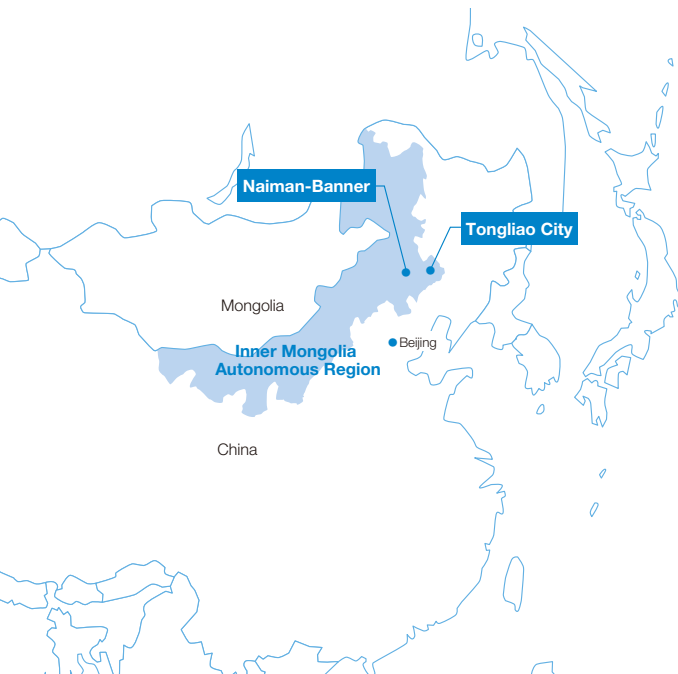 Naiman-Banner
Tongliao City
Mongolia
Beijing
Inner Mongolia
Autonomous Region
China